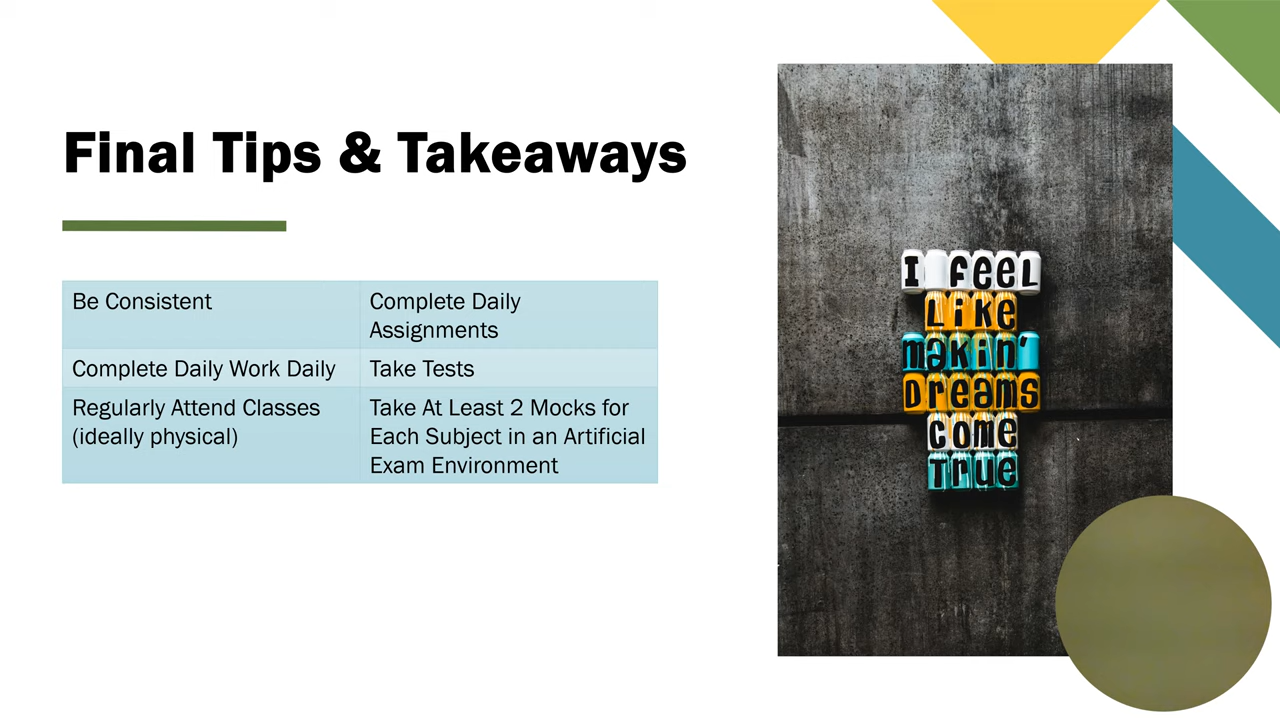 Final Tips & Takeaways
Be Consistent
Complete Daily
Assignments
Complete Daily Work Daily
Take Tests
Regularly Attend Classes
(ideally physical)
Take At Least 2 Mocks for
Each Subject in an Artificial
Exam Environment
I feel
Like
makin'
Dreams
come
True